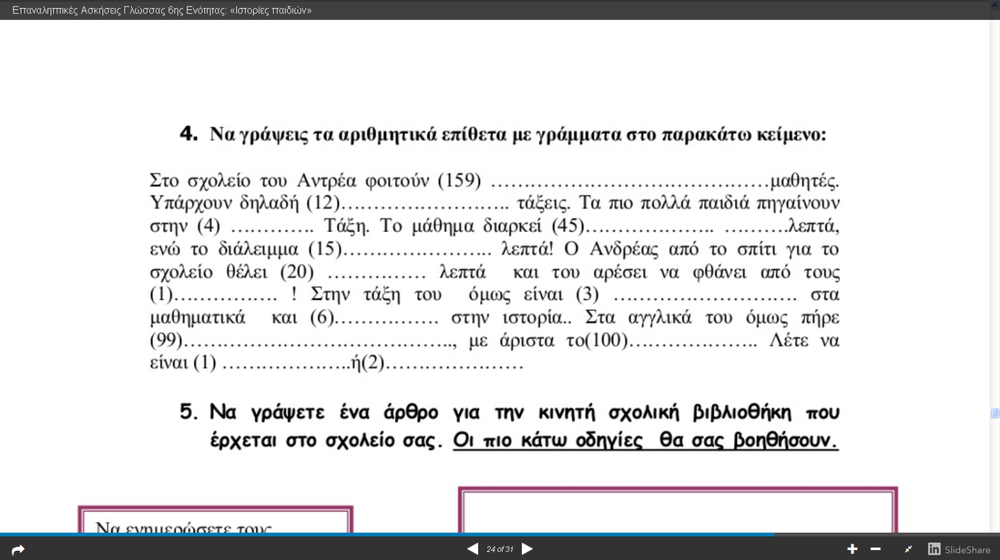 Επαναληπτικές Ασκήσεις Γλώσσας 6ης Ενότητας: «Ιστορίες παιδιών»
4. Να γράψεις τα αριθμητικά επίθετα με γράμματα στο παρακάτω κείμενο:
Στο σχολείο του Αντρέα φοιτούν (159) ……………………………………………μαθητές.
Υπάρχουν δηλαδή (12)………………………….. τάξεις. Τα πιο πολλά παιδιά πηγαίνουν
στην (4) …………. Τάξη. Το μάθημα διαρκεί (45)………………….. ……….λεπτά,
ενώ το διάλειμμα (15)…………………….. λεπτά! Ο Ανδρέας από το σπίτι για το
σχολείο θέλει (20) …………… λεπτά και του αρέσει να φθάνει από τους
(1)……………. ! Στην τάξη του όμως είναι (3) ………………………. στα
μαθηματικά και (6)……………. στην ιστορία.. Στα αγγλικά του όμως πήρε
(99)………………………………….., με άριστα το(100)……………….. Λέτε να
είναι (1) ………………..ή(2)…………………
5. Να γράψετε ένα άρθρο για την κινητή σχολική βιβλιοθήκη που
έρχεται στο σχολείο σας. Οι πιο κάτω οδηγίες θα σας βοηθήσουν.
Να ενημερώσετε τους
24 of 31
in SlideShare